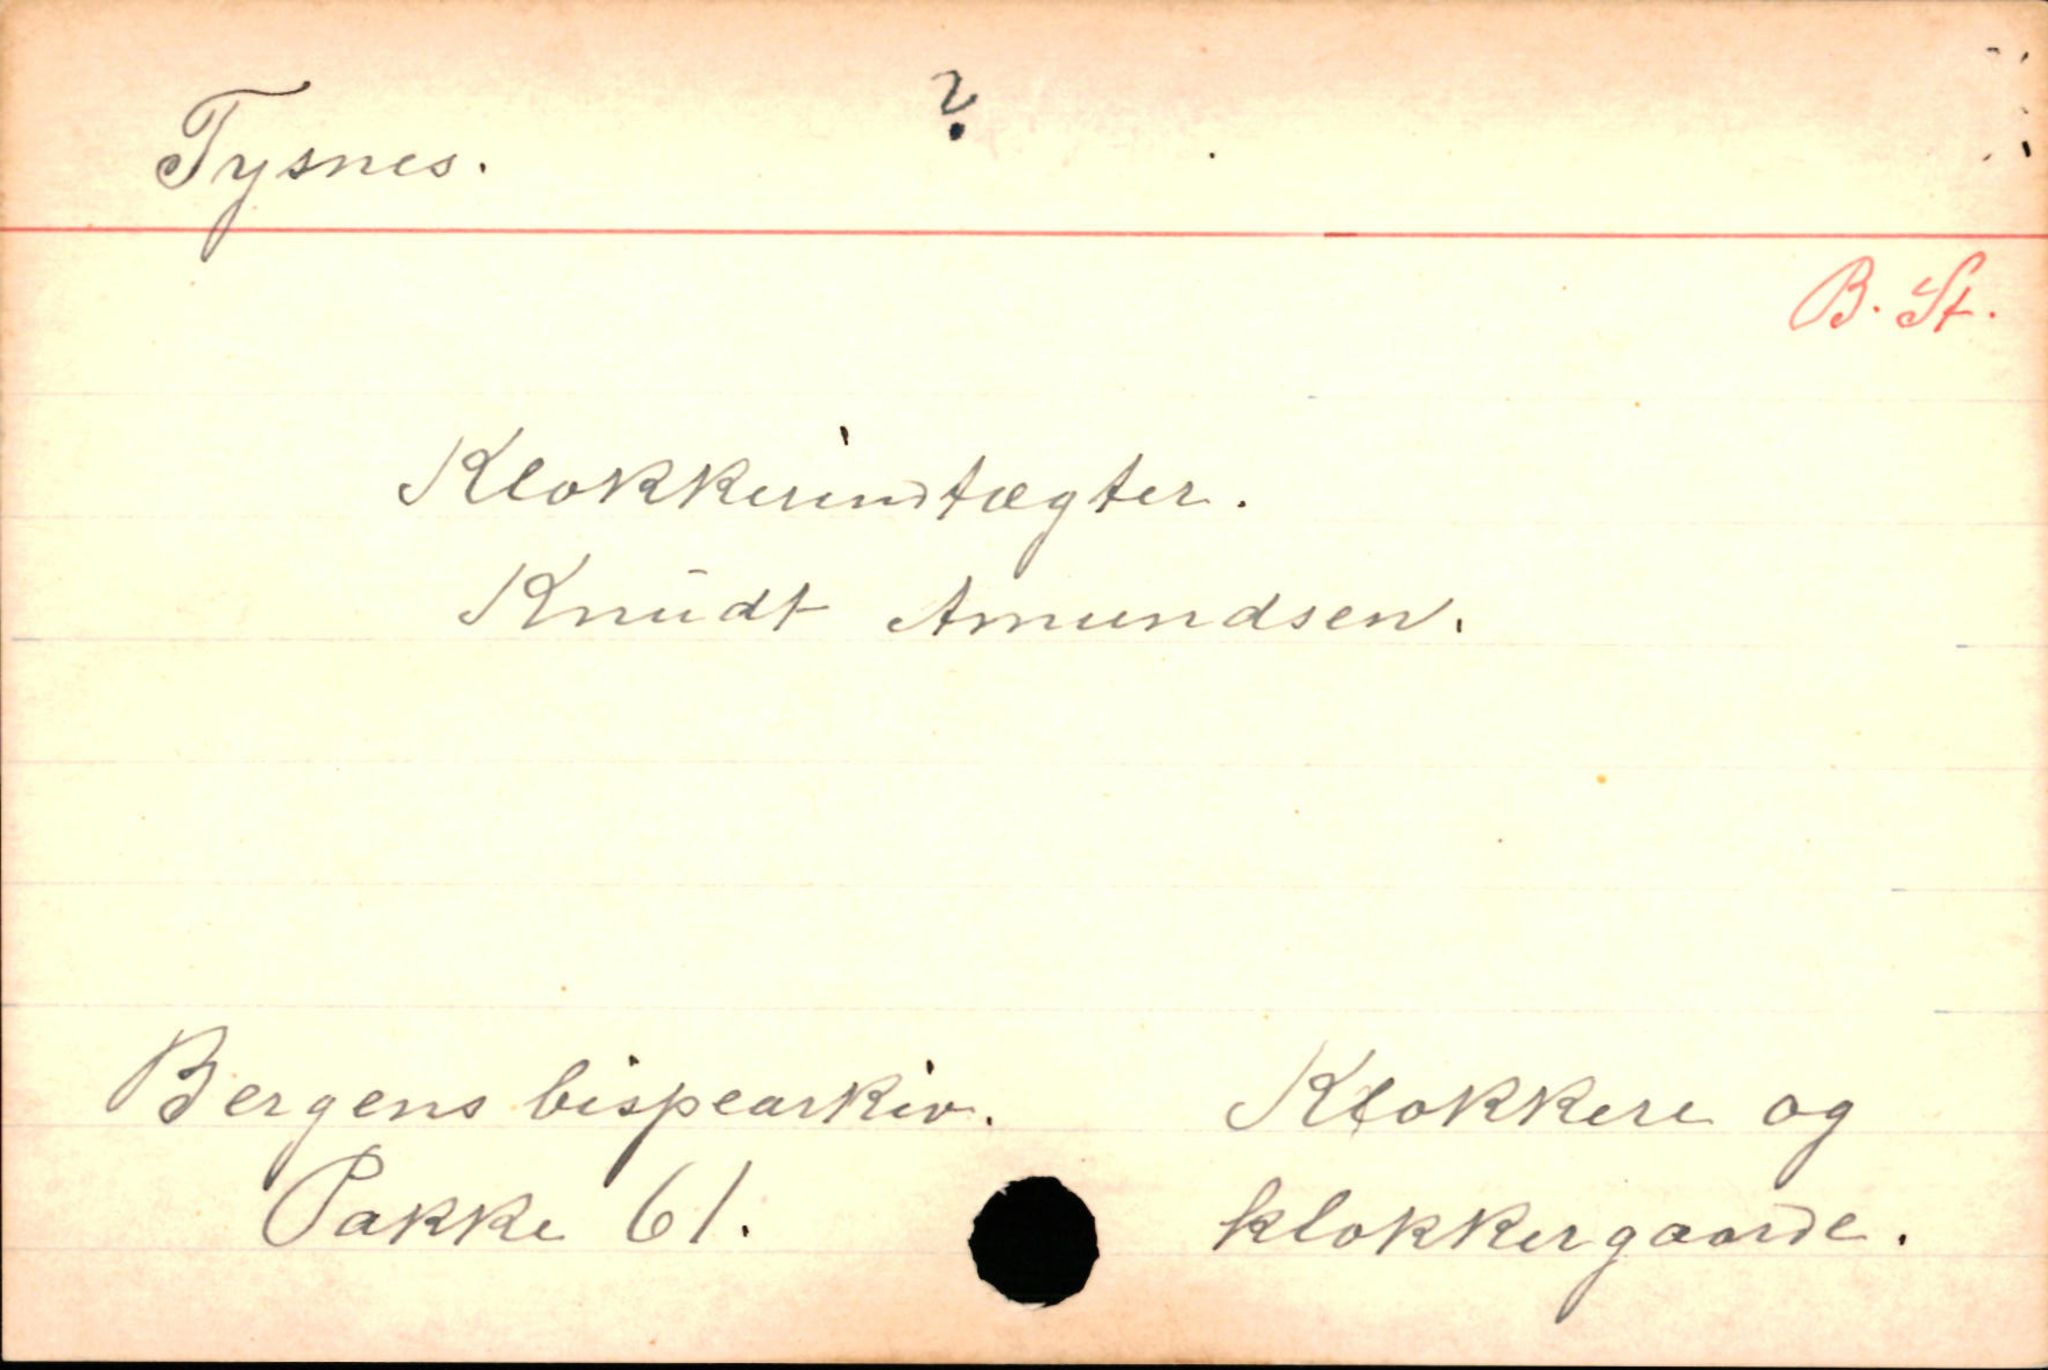 Tysnes. ?
B. St.
Klokkerindtægter.
Knudt Amundsen.
Bergens bispearkiv.
Pakke 61.
Klokkere og
klokkergaarde.